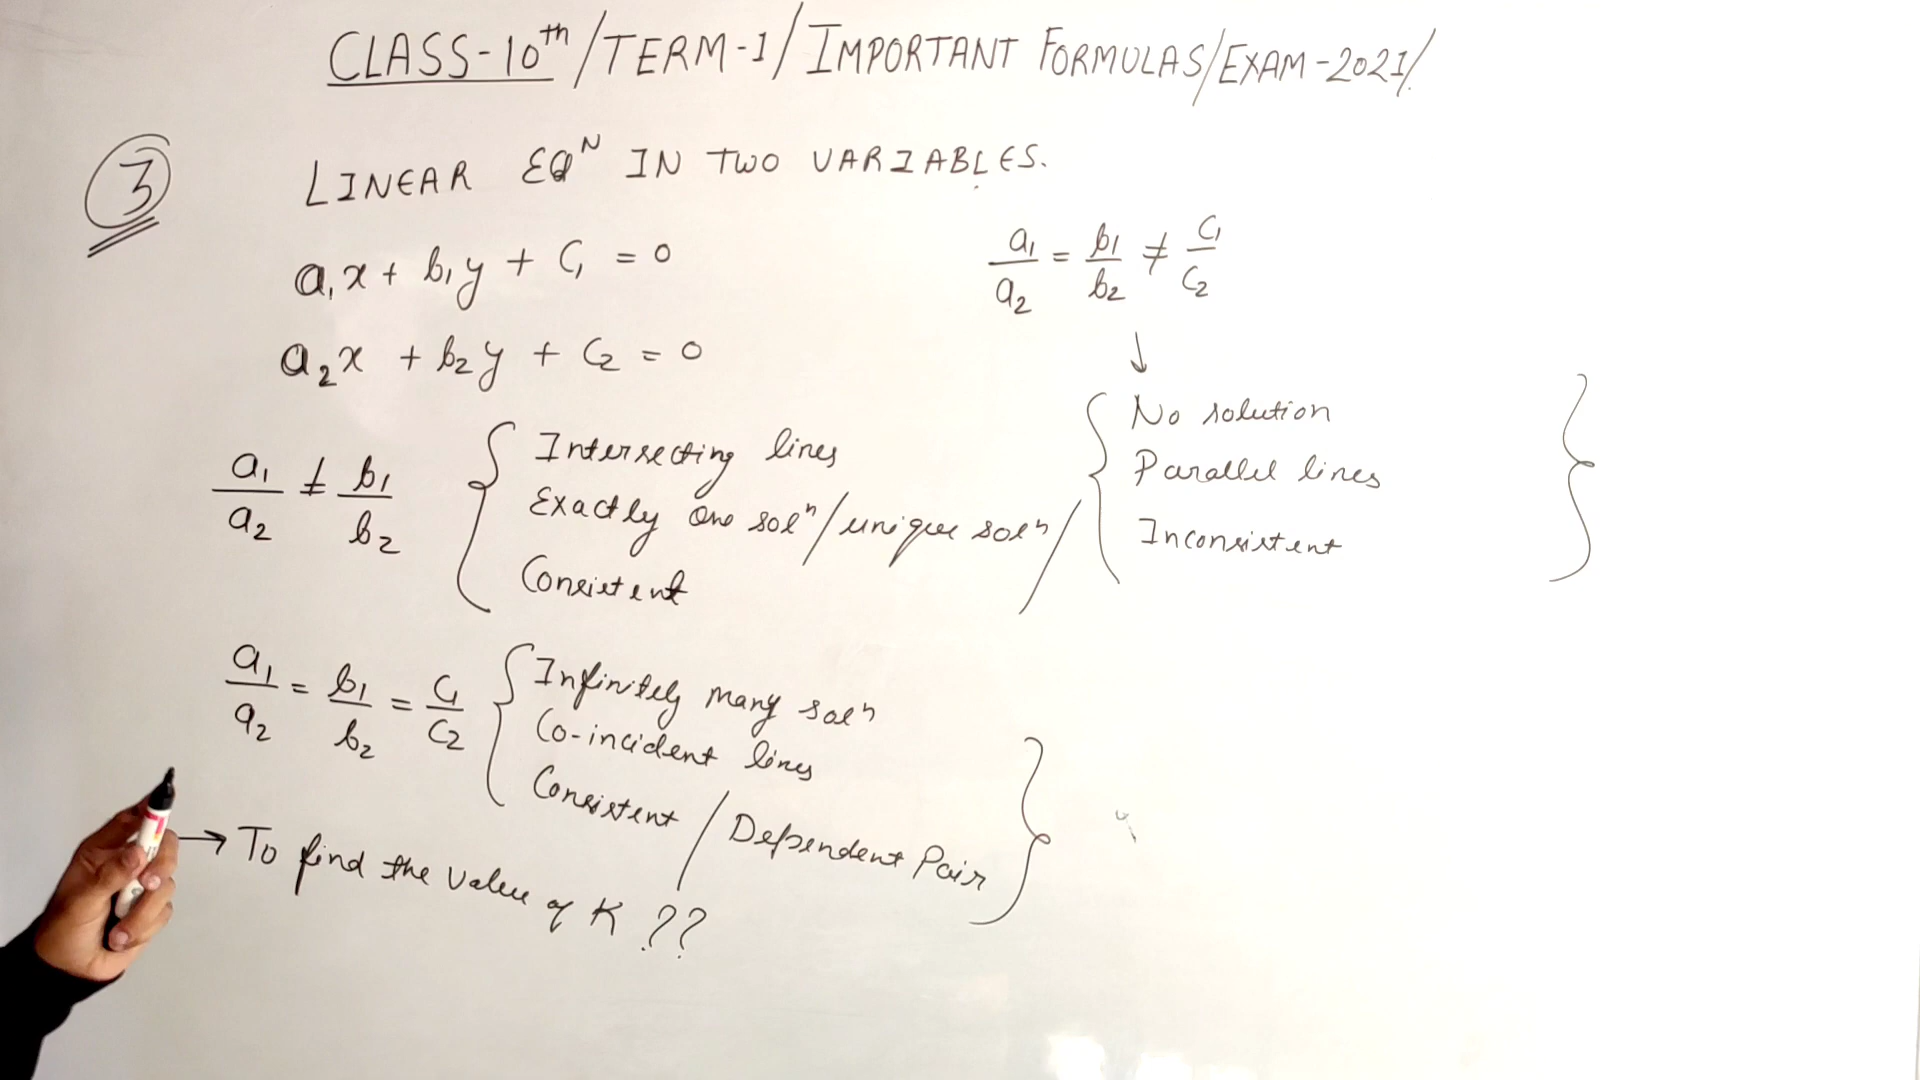 CLASS-10th/TERM-1/IMPORTANT FORMULAS/EXAM-2021/
3
LINEAR EQN IN TWO VARIABLES.
a₁x + b₁y + C₁ = 0
a₂x + b₂y + C₂ = 0
a₁/a₂ ≠ b₁/b₂
Intersecting lines
Exactly one solⁿ/unique solⁿ/
Consistent
a₁/a₂ = b₁/b₂ = C₁/C₂
Infinitely many solⁿ
Co-incident lines
Consistent / Dependent Pair
→ To find the value of K ??
a₁/a₂ = b₁/b₂ ≠ C₁/C₂
↓
No solution
Parallel lines
Inconsistent